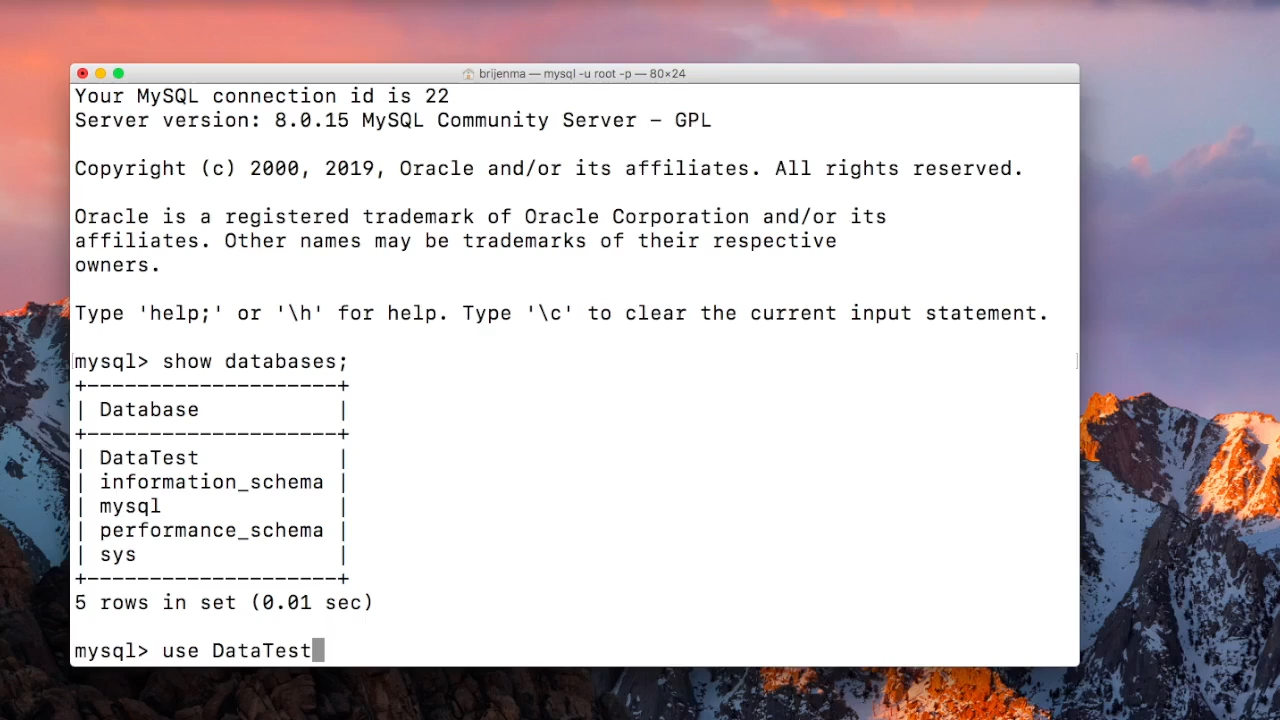 brijenma — mysql -u root -p — 80×24
Your MySQL connection id is 22
Server version: 8.0.15 MySQL Community Server - GPL
Copyright (c) 2000, 2019, Oracle and/or its affiliates. All rights reserved.
Oracle is a registered trademark of Oracle Corporation and/or its
affiliates. Other names may be trademarks of their respective
owners.
Type 'help;' or '\h' for help. Type '\c' to clear the current input statement.
mysql> show databases;
+--------------------+
| Database           |
+--------------------+
| DataTest           |
| information_schema |
| mysql              |
| performance_schema |
| sys                |
+--------------------+
5 rows in set (0.01 sec)
mysql> use DataTest